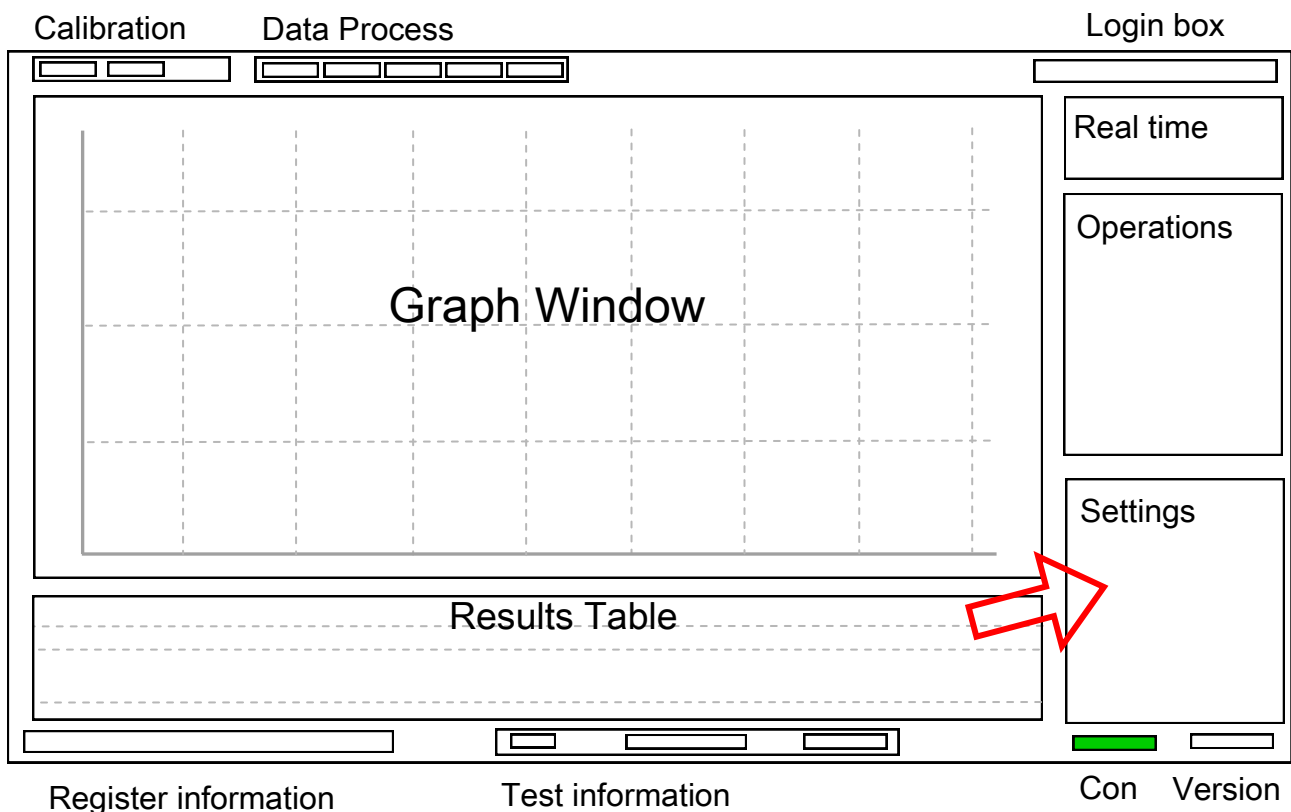 Calibration
Data Process
Login box
Real time
Operations
Graph Window
Settings
Results Table
Register information
Test information
Con
Version